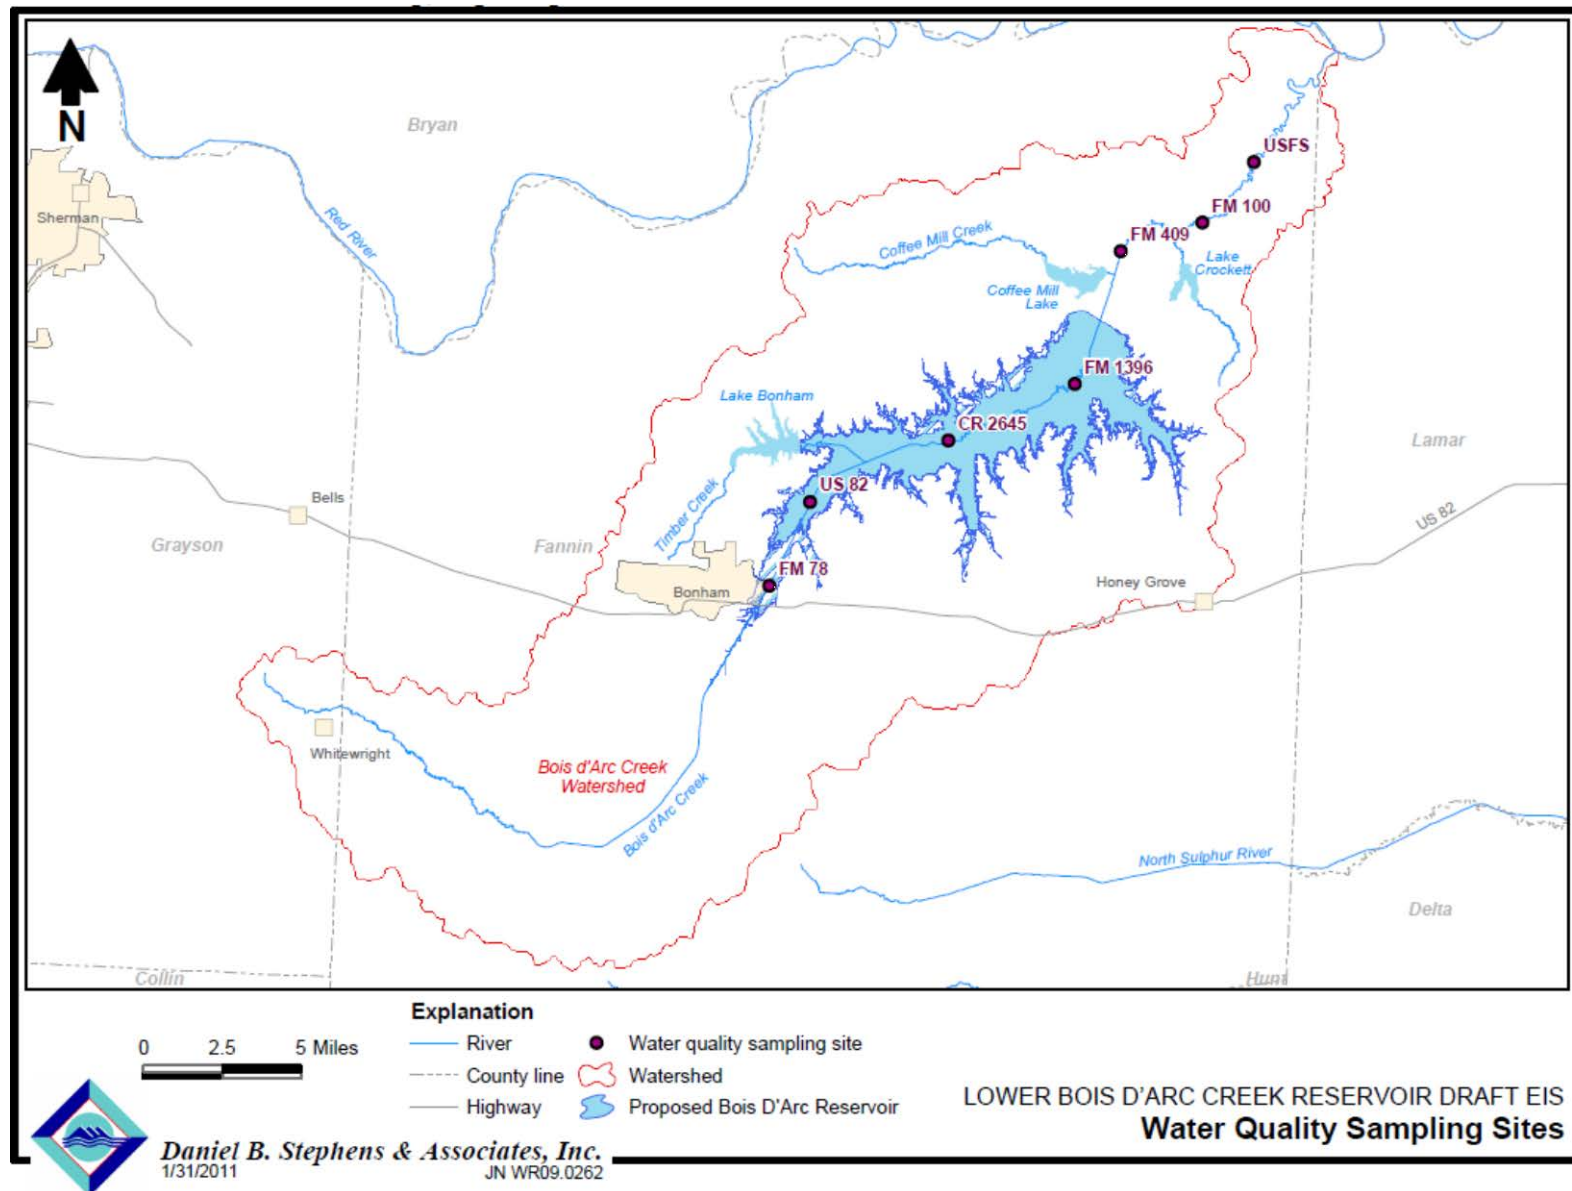 N
Bryan
USFS
FM 100
Sherman
Red River
Coffee Mill Creek
FM 409
Lake
Crockett
Coffee Mill
Lake
FM 1396
Lake Bonham
CR 2645
Lamar
US 82
Bells
Timber Creek
US 82
Grayson
Fannin
FM 78
Bonham
Honey Grove
Whitewright
Bois d'Arc Creek
Watershed
Bois d'Arc Creek
North Sulphur River
Delta
Collin
Hunt
Explanation
0 2.5 5 Miles
River
Water quality sampling site
County line
Watershed
Highway
Proposed Bois D'Arc Reservoir
LOWER BOIS D'ARC CREEK RESERVOIR DRAFT EIS
Water Quality Sampling Sites
Daniel B. Stephens & Associates, Inc.
1/31/2011 JN WR09.0262